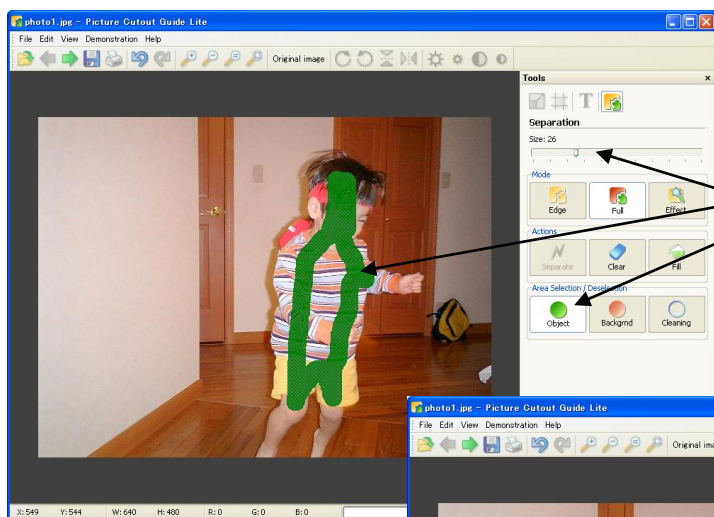 photo1.jpg - Picture Cutout Guide Lite
File Edit View Demonstration Help
Original image
Tools
Separation
Size: 26
Mode
Edge Full Effect
Actions
Separate Clear Fill
Area Selection / Deselection
Object Backgrnd Cleaning
X: 549 Y: 544 W: 640 H: 480 R: 0 G: 0 B: 0
photo1.jpg - Picture Cutout Guide Lite
File Edit View Demonstration Help
Original ima